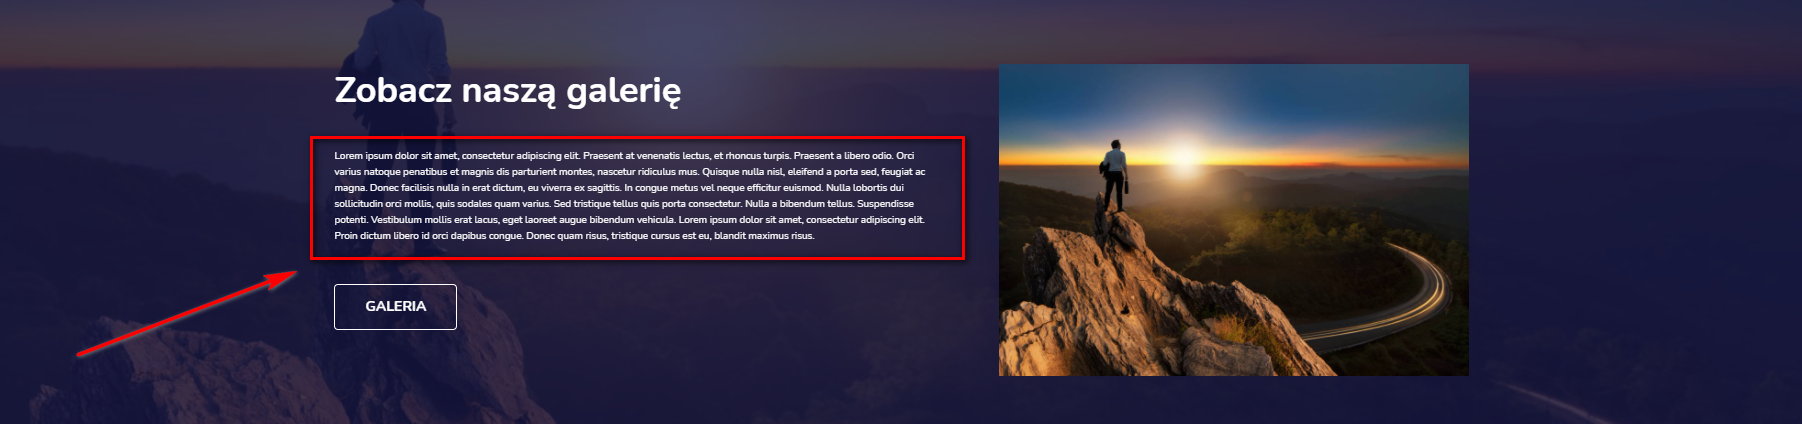 Zobacz naszą galerię
Lorem ipsum dolor sit amet, consectetur adipiscing elit. Praesent at venenatis lectus, et rhoncus turpis. Praesent a libero odio. Orci
varius natoque penatibus et magnis dis parturient montes, nascetur ridiculus mus. Quisque nulla nisl, eleifend a porta sed, feugiat ac
magna. Donec facilisis nulla in erat dictum, eu viverra ex sagittis. In congue metus vel neque efficitur euismod. Nulla lobortis dui
sollicitudin orci mollis, quis sodales quam varius. Sed tristique tellus quis porta consectetur. Nulla a bibendum tellus. Suspendisse
potenti. Vestibulum mollis erat lacus, eget laoreet augue bibendum vehicula. Lorem ipsum dolor sit amet, consectetur adipiscing elit.
Proin dictum libero id orci dapibus congue. Donec quam risus, tristique cursus est eu, blandit maximus risus.
GALERIA